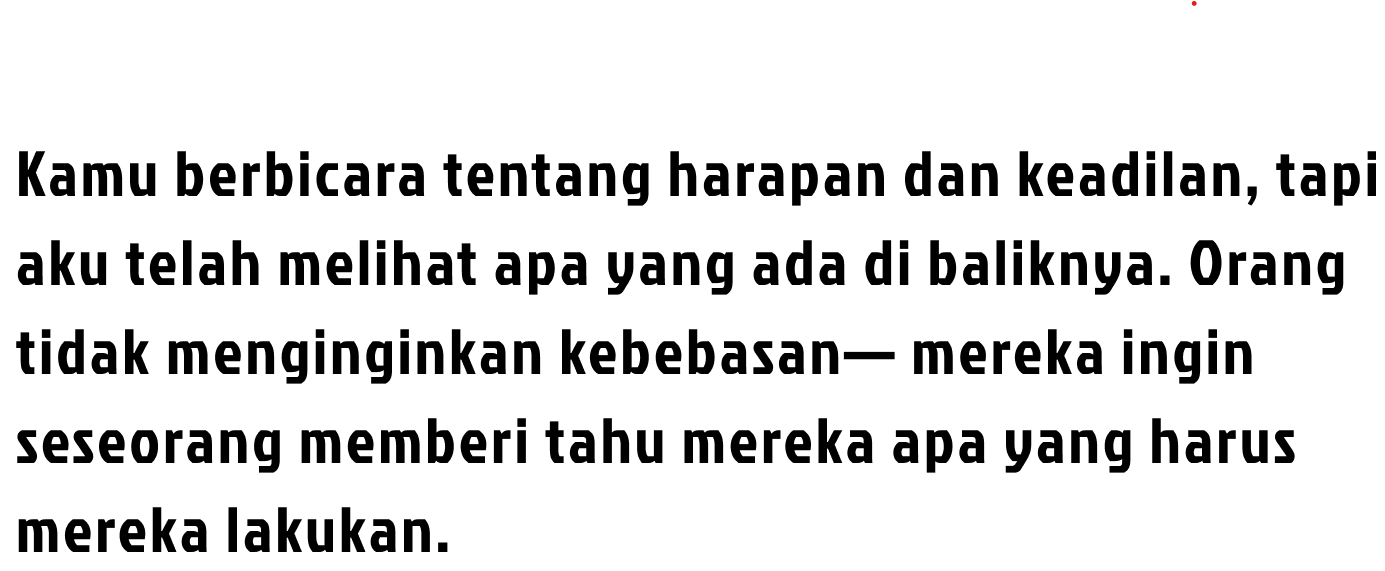 Kamu berbicara tentang harapan dan keadilan, tapi
aku telah melihat apa yang ada di baliknya. Orang
tidak menginginkan kebebasan— mereka ingin
seseorang memberi tahu mereka apa yang harus
mereka lakukan.